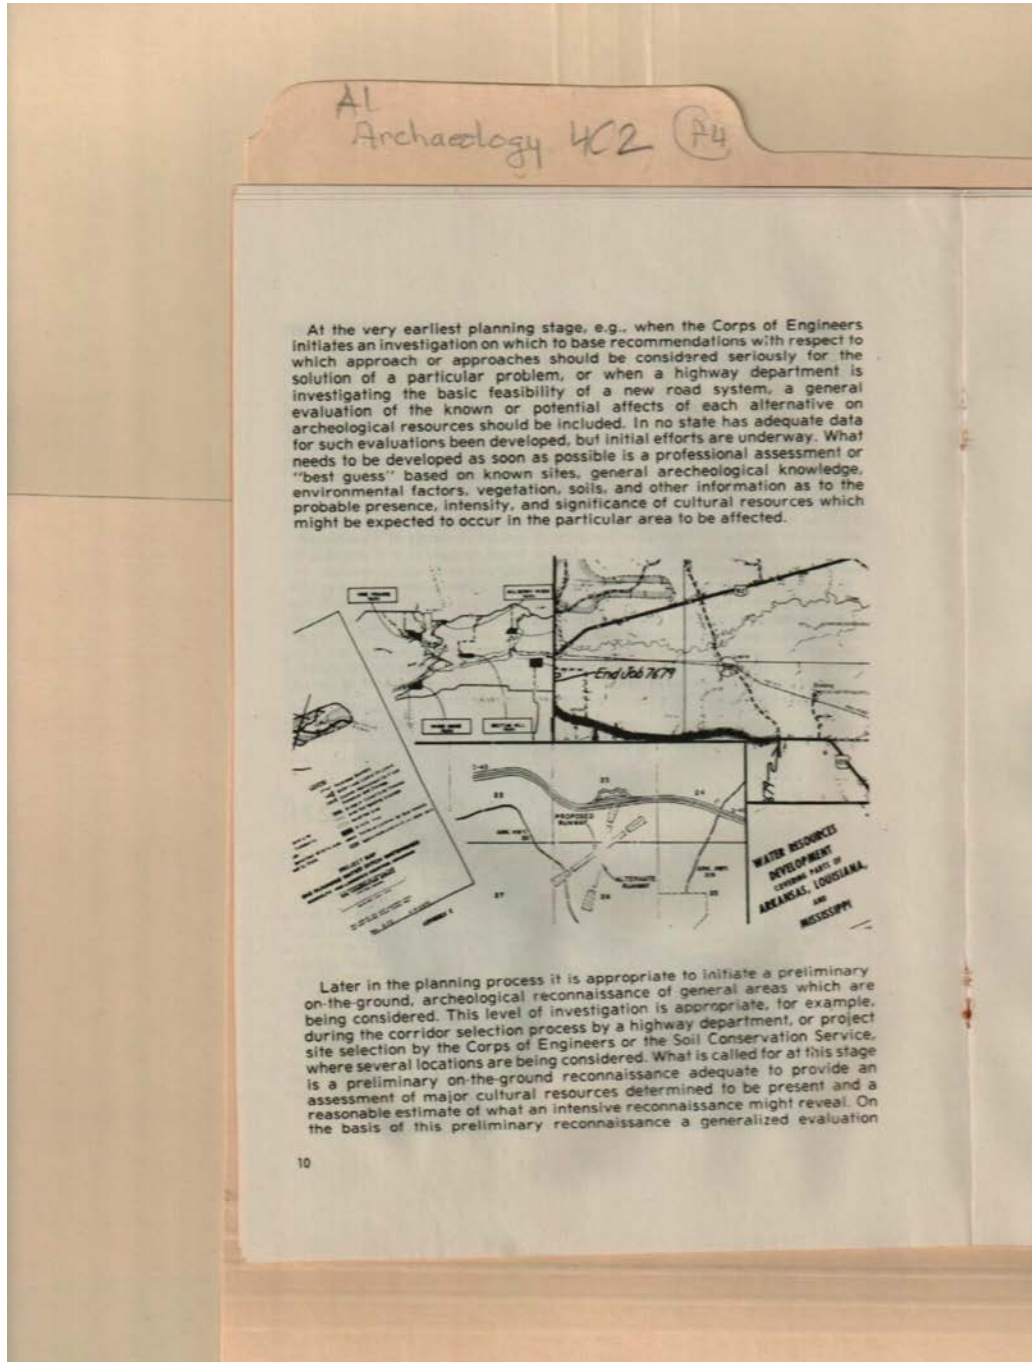 A1
Archaeology 4C2 P4
At the very earliest planning stage, e.g., when the Corps of Engineers
initiates an investigation on which to base recommendations with respect to
which approach or approaches should be considered seriously for the
solution of a particular problem, or when a highway department is
investigating the basic feasibility of a new road system, a general
evaluation of the known or potential affects of each alternative on
archeological resources should be included. In no state has adequate data
for such evaluations been developed, but initial efforts are underway. What
needs to be developed as soon as possible is a professional assessment or
"best guess" based on known sites, general arecheological knowledge,
environmental factors, vegetation, soils, and other information as to the
probable presence, intensity, and significance of cultural resources which
might be expected to occur in the particular area to be affected.
End Job 7679
23
22
24
PROPOSED
RUNWAY
ALTERNATE
RUNWAY
27
26
25
WATER RESOURCES
DEVELOPMENT
COVERING PARTS OF
ARKANSAS, LOUISIANA,
AND
MISSISSIPPI
PROJECT MAP
Later in the planning process it is appropriate to initiate a preliminary
on-the-ground, archeological reconnaissance of general areas which are
being considered. This level of investigation is appropriate, for example,
during the corridor selection process by a highway department, or project
site selection by the Corps of Engineers or the Soil Conservation Service,
where several locations are being considered. What is called for at this stage
is a preliminary on-the-ground reconnaissance adequate to provide an
assessment of major cultural resources determined to be present and a
reasonable estimate of what an intensive reconnaissance might reveal. On
the basis of this preliminary reconnaissance a generalized evaluation
10